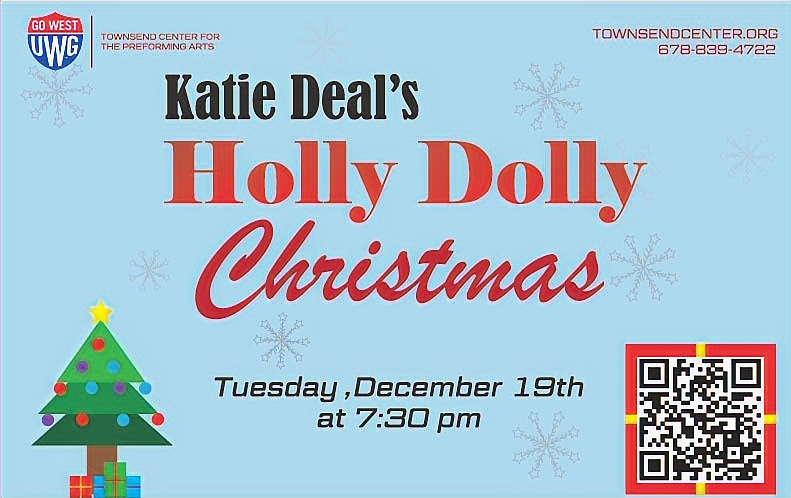 GO WEST
UWG
TOWNSEND CENTER FOR
THE PREFORMING ARTS
TOWNSENDCENTER.ORG
678-839-4722
Katie Deal's
Holly Dolly
Christmas
Tuesday ,December 19th
at 7:30 pm